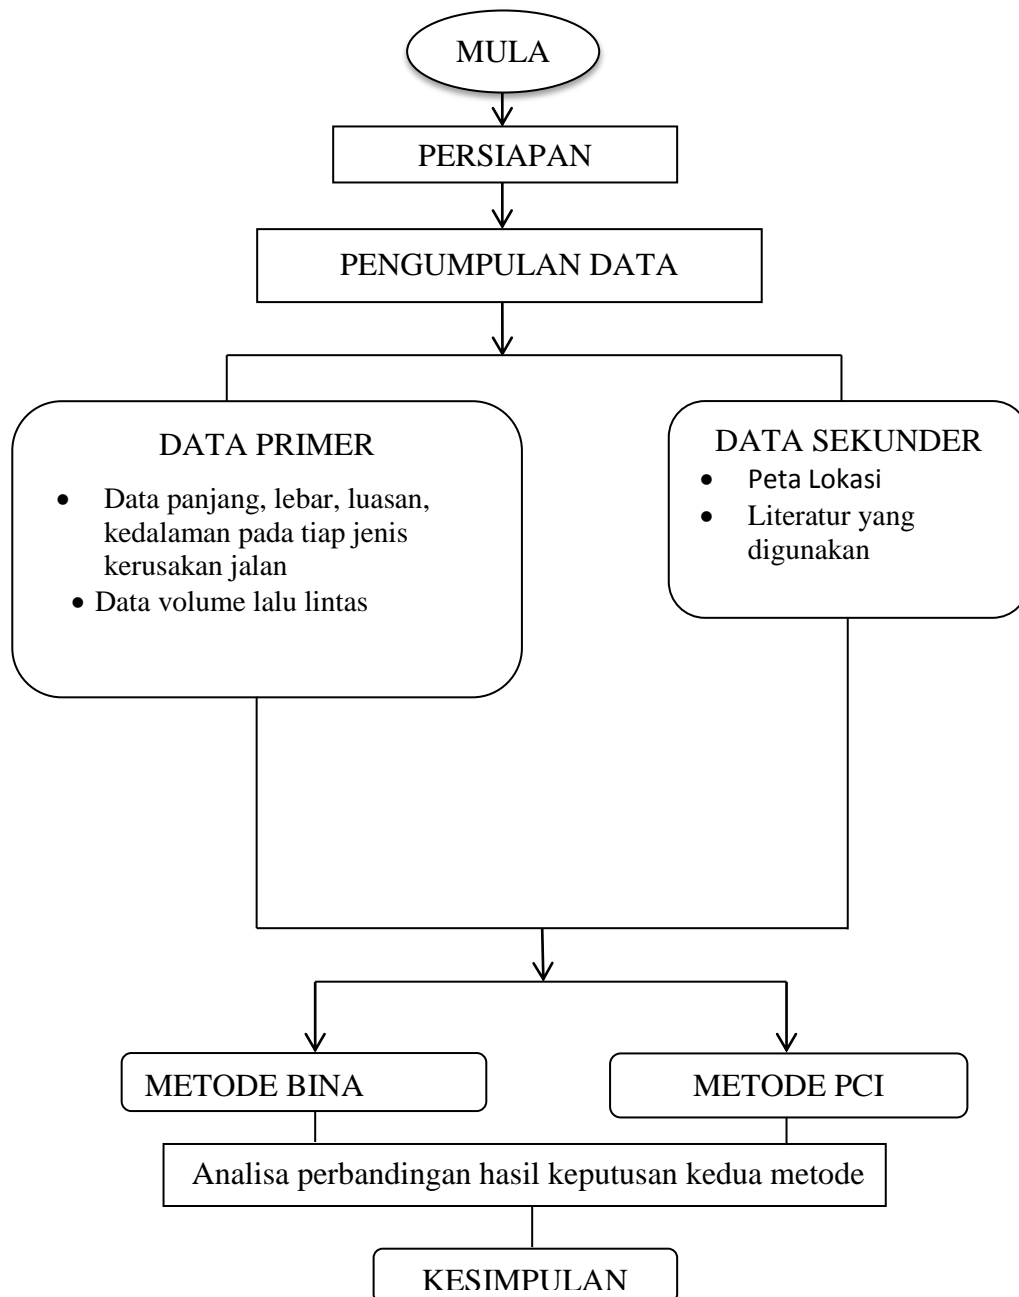 MULA
PERSIAPAN
PENGUMPULAN DATA
DATA PRIMER
• Data panjang, lebar, luasan,
kedalaman pada tiap jenis
kerusakan jalan
• Data volume lalu lintas
DATA SEKUNDER
• Peta Lokasi
• Literatur yang
digunakan
METODE BINA
METODE PCI
Analisa perbandingan hasil keputusan kedua metode
KESIMPULAN